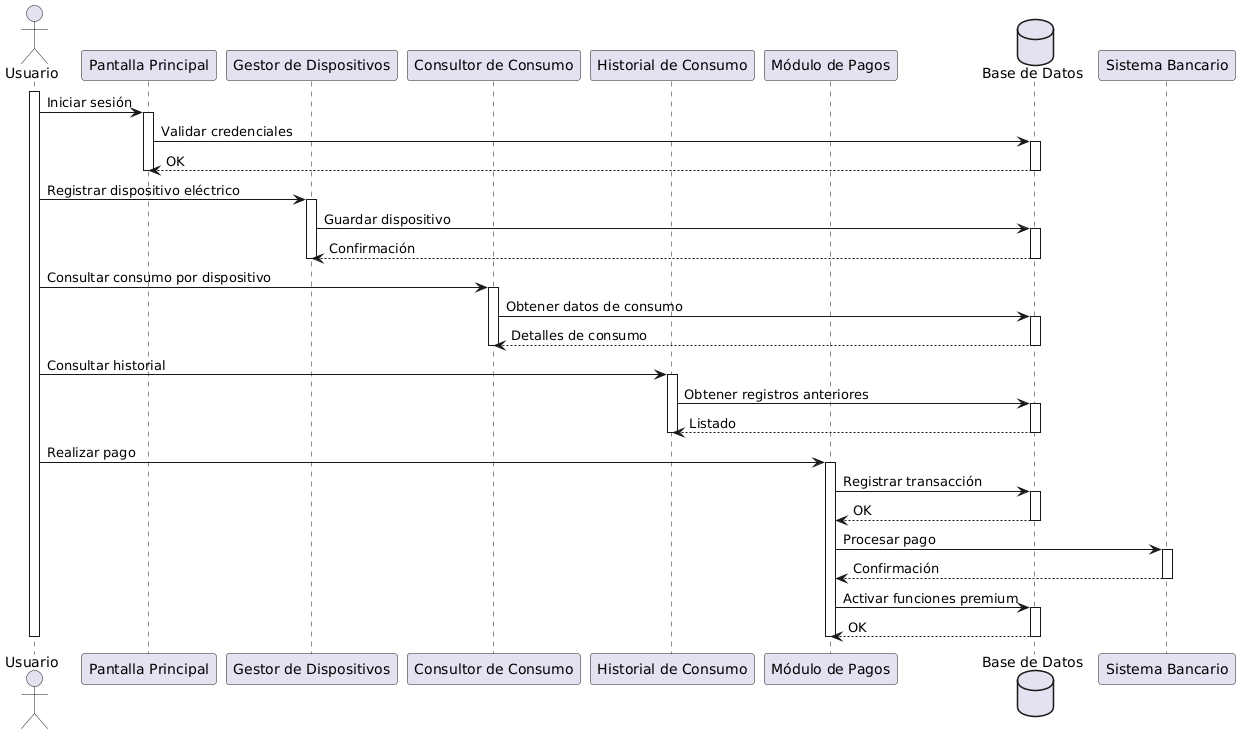 Usuario
Pantalla Principal
Gestor de Dispositivos
Consultor de Consumo
Historial de Consumo
Módulo de Pagos
Base de Datos
Sistema Bancario
Iniciar sesión
Validar credenciales
OK
Registrar dispositivo eléctrico
Guardar dispositivo
Confirmación
Consultar consumo por dispositivo
Obtener datos de consumo
Detalles de consumo
Consultar historial
Obtener registros anteriores
Listado
Realizar pago
Registrar transacción
OK
Procesar pago
Confirmación
Activar funciones premium
OK
Usuario
Pantalla Principal
Gestor de Dispositivos
Consultor de Consumo
Historial de Consumo
Módulo de Pagos
Base de Datos
Sistema Bancario